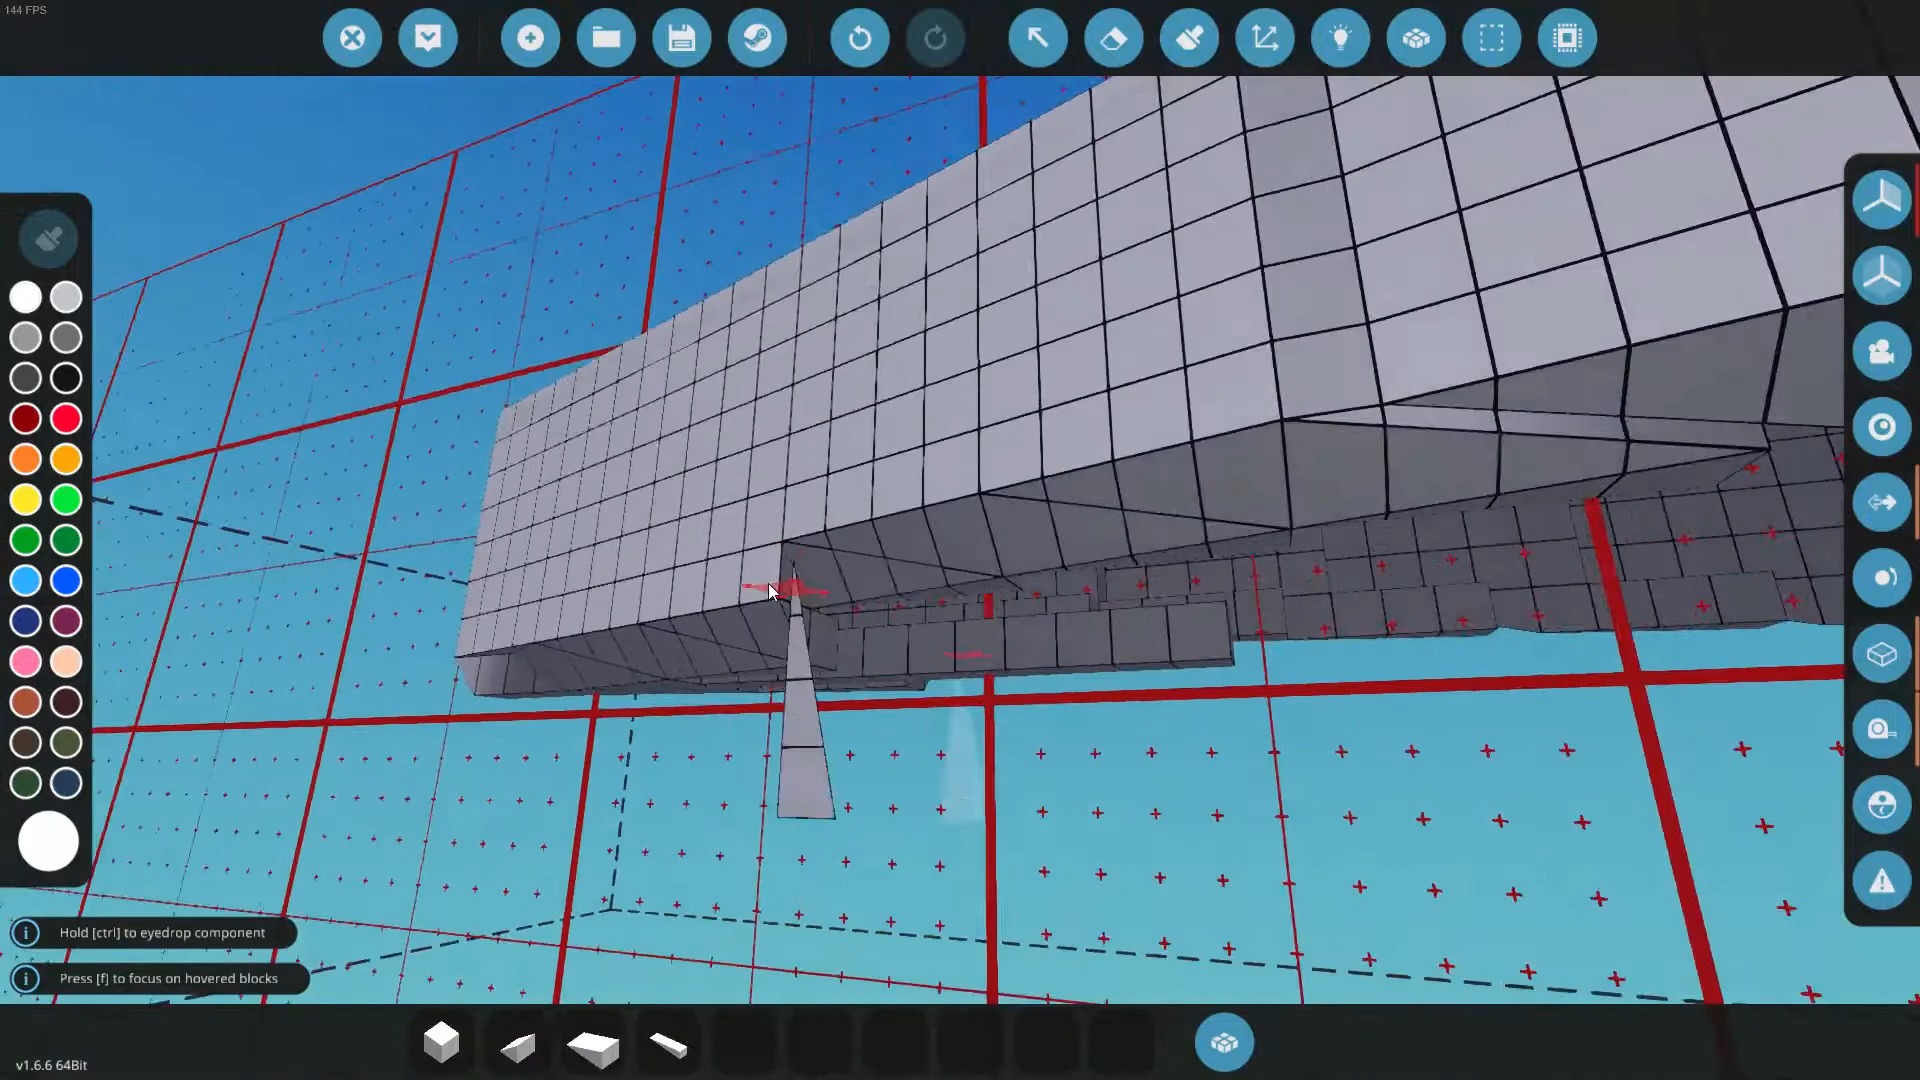 144 FPS
Hold [ctrl] to eyedrop component
Press [f] to focus on hovered blocks
v1.6.6 64Bit